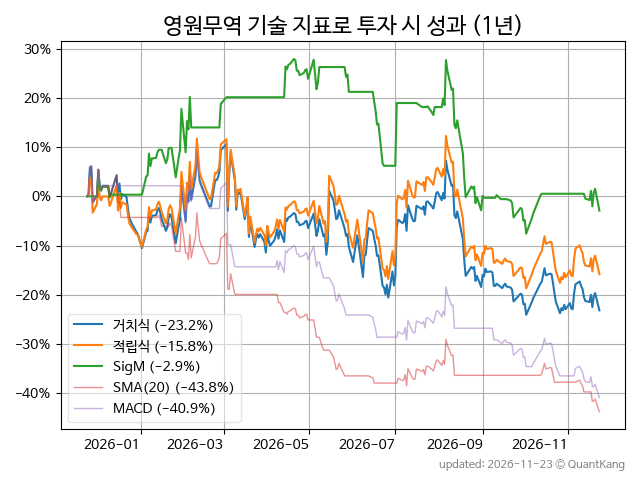 영원무역 기술 지표로 투자 시 성과 (1년)
30%
20%
10%
0%
−10%
−20%
−30%
−40%
거치식 (−23.2%)
적립식 (−15.8%)
SigM (−2.9%)
SMA(20) (−43.8%)
MACD (−40.9%)
2026-01 2026-03 2026-05 2026-07 2026-09 2026-11
updated: 2026-11-23 © QuantKang